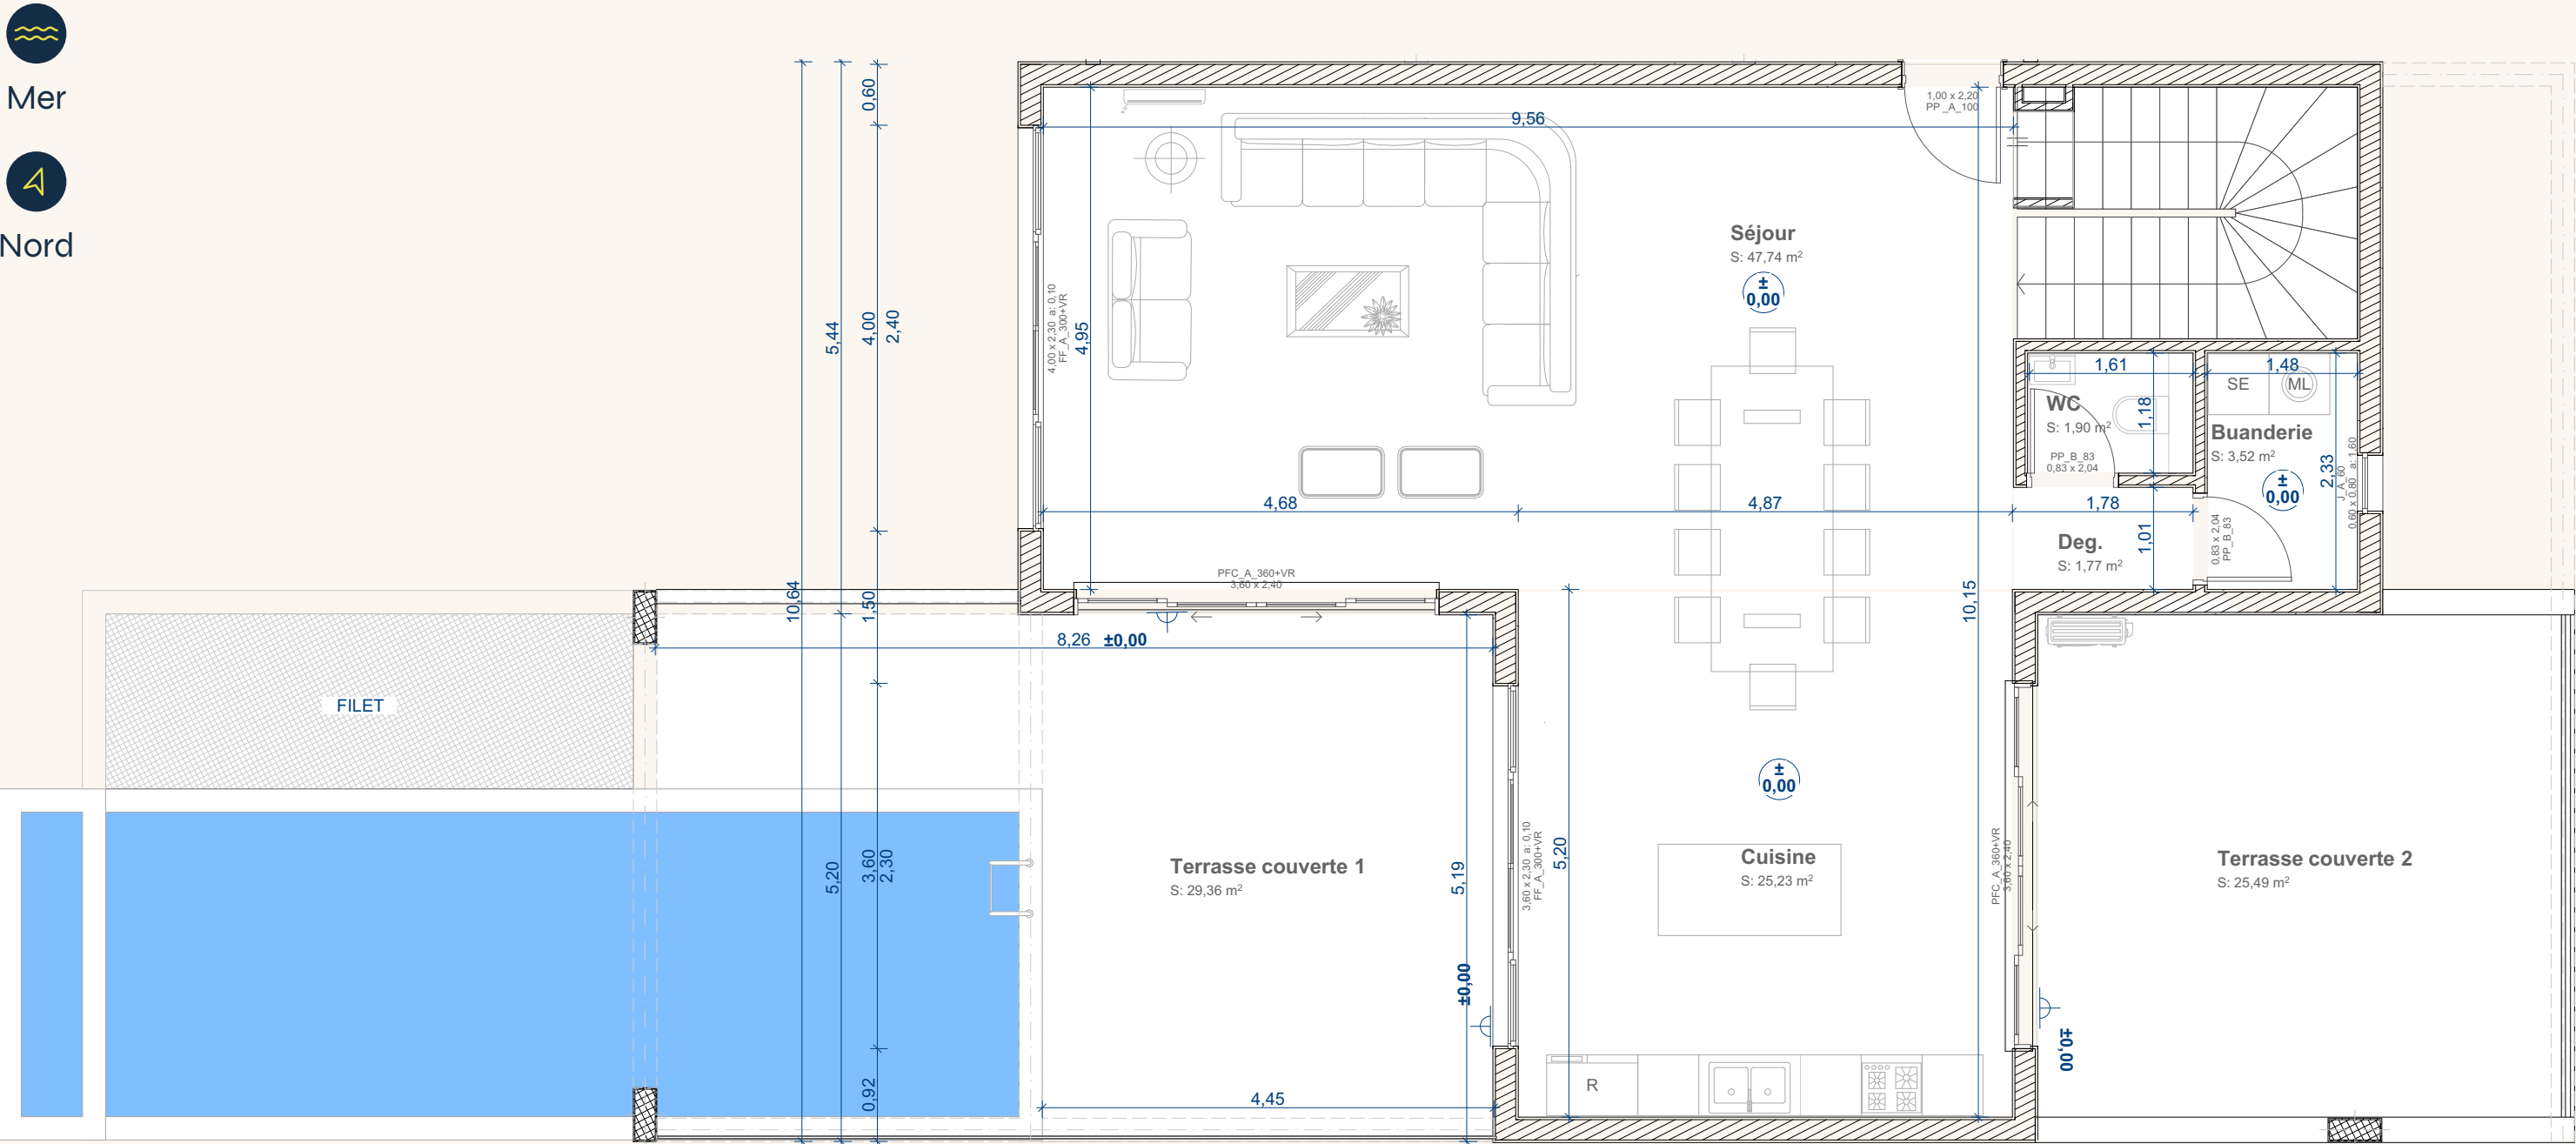 Mer
Nord
0,60
9,56
1,00 x 2,20
PP_A_100
Séjour
S: 47,74 m²
±
0,00
5,44
4,00
2,40
4,00 x 2,30 a: 0,10
FF_A_300+VR
4,95
1,61
1,48
SE
ML
WC
S: 1,90 m²
1,18
PP_B_83
0,83 x 2,04
Buanderie
S: 3,52 m²
±
0,00
2,33
J_A_60
0,60 x 0,80 a: 1,60
4,68
4,87
1,78
Deg.
S: 1,77 m²
1,01
0,83 x 2,04
PP_B_83
PFC_A_360+VR
3,60 x 2,40
10,64
1,50
10,15
8,26
±0,00
FILET
±
0,00
5,20
3,60
2,30
Terrasse couverte 1
S: 29,36 m²
5,19
3,60 x 2,30 a: 0,10
FF_A_300+VR
5,20
Cuisine
S: 25,23 m²
PFC_A_360+VR
3,60 x 2,40
Terrasse couverte 2
S: 25,49 m²
±0,00
±0,00
0,92
4,45
R